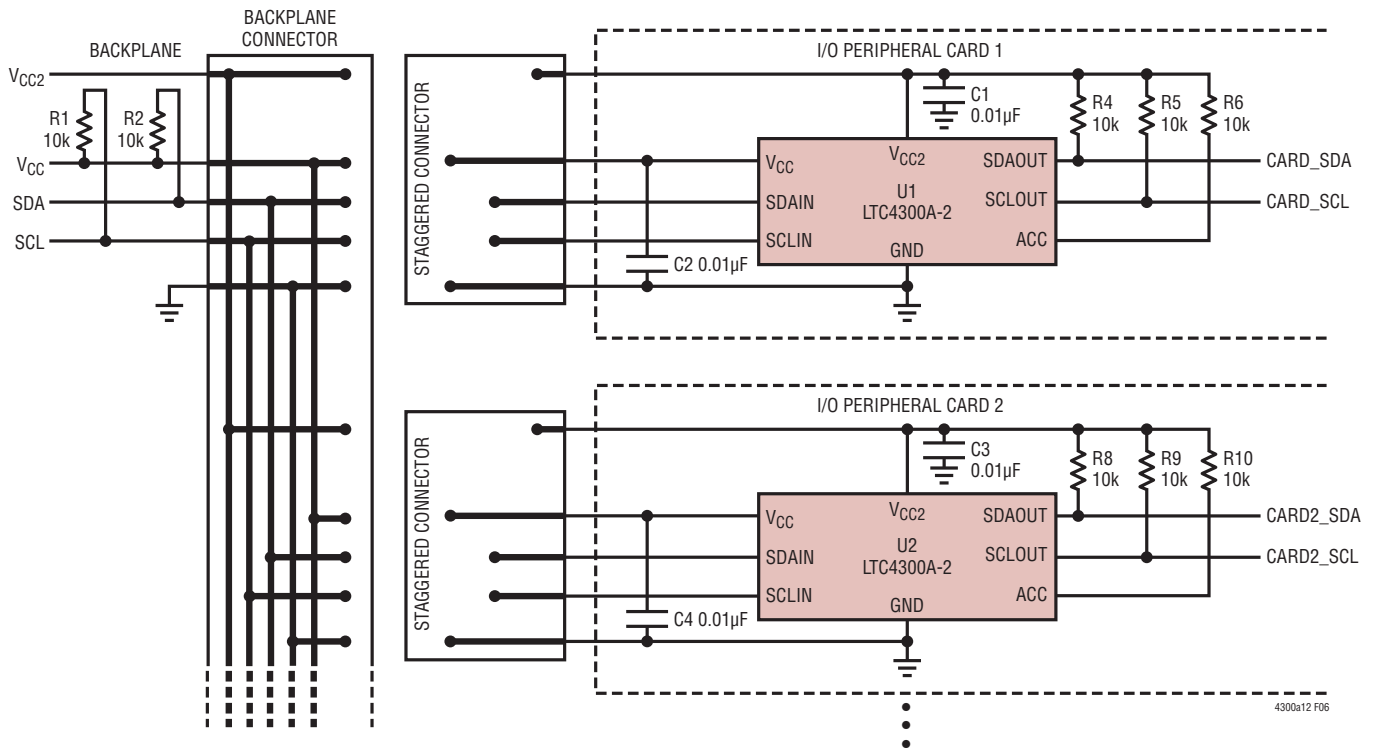 BACKPLANE
CONNECTOR
BACKPLANE
VCC2
R1
10k
R2
10k
VCC
SDA
SCL
STAGGERED CONNECTOR
I/O PERIPHERAL CARD 1
C1
0.01µF
R4
10k
R5
10k
R6
10k
VCC
VCC2
SDAOUT
CARD_SDA
SDAIN
U1
LTC4300A-2
SCLOUT
CARD_SCL
SCLIN
GND
ACC
C2 0.01µF
STAGGERED CONNECTOR
I/O PERIPHERAL CARD 2
C3
0.01µF
R8
10k
R9
10k
R10
10k
VCC
VCC2
SDAOUT
CARD2_SDA
SDAIN
U2
LTC4300A-2
SCLOUT
CARD2_SCL
SCLIN
GND
ACC
C4 0.01µF
4300a12 F06